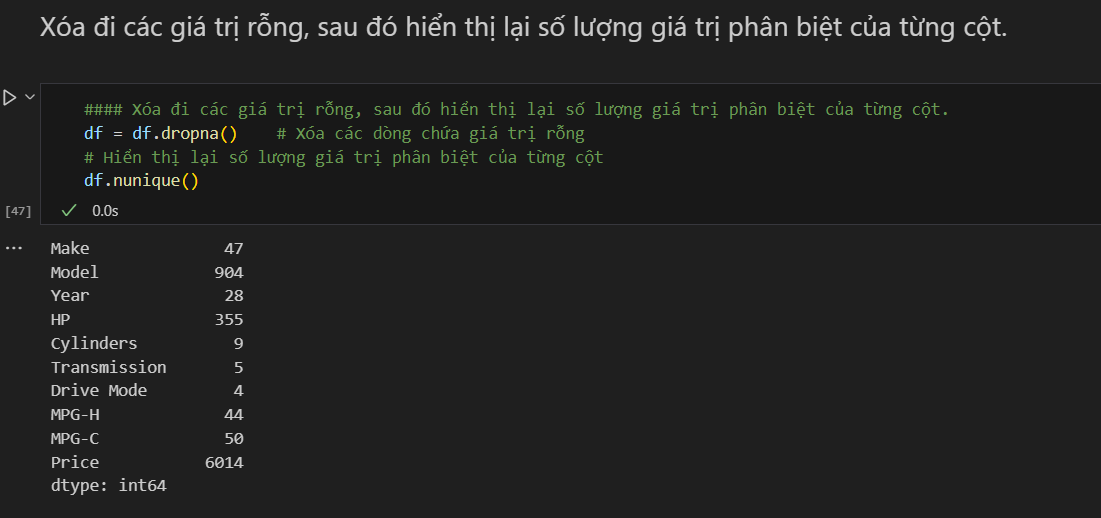 Xóa đi các giá trị rỗng, sau đó hiển thị lại số lượng giá trị phân biệt của từng cột.
#### Xóa đi các giá trị rỗng, sau đó hiển thị lại số lượng giá trị phân biệt của từng cột.
df = df.dropna()    # Xóa các dòng chứa giá trị rỗng
# Hiển thị lại số lượng giá trị phân biệt của từng cột
df.nunique()
[47] 0.0s
Make 47
Model 904
Year 28
HP 355
Cylinders 9
Transmission 5
Drive Mode 4
MPG-H 44
MPG-C 50
Price 6014
dtype: int64